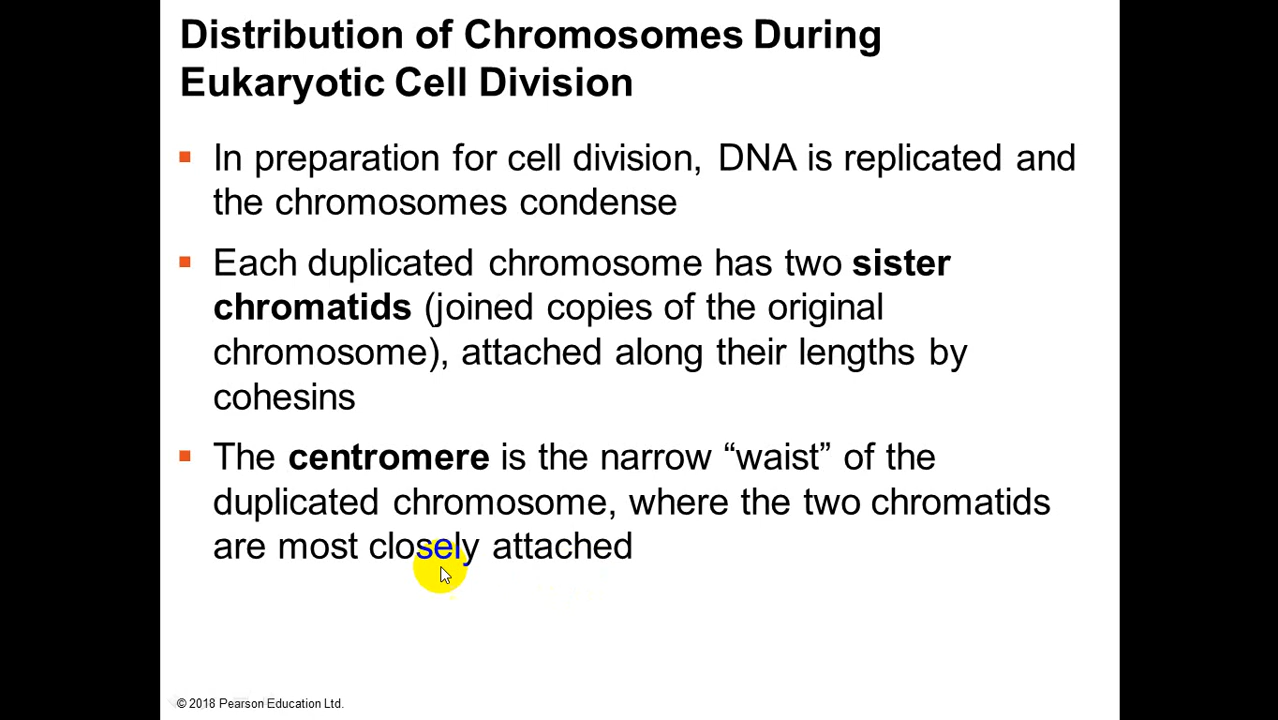 Distribution of Chromosomes During
Eukaryotic Cell Division
▪ In preparation for cell division, DNA is replicated and
the chromosomes condense
▪ Each duplicated chromosome has two sister
chromatids (joined copies of the original
chromosome), attached along their lengths by
cohesins
▪ The centromere is the narrow “waist” of the
duplicated chromosome, where the two chromatids
are most closely attached
© 2018 Pearson Education Ltd.